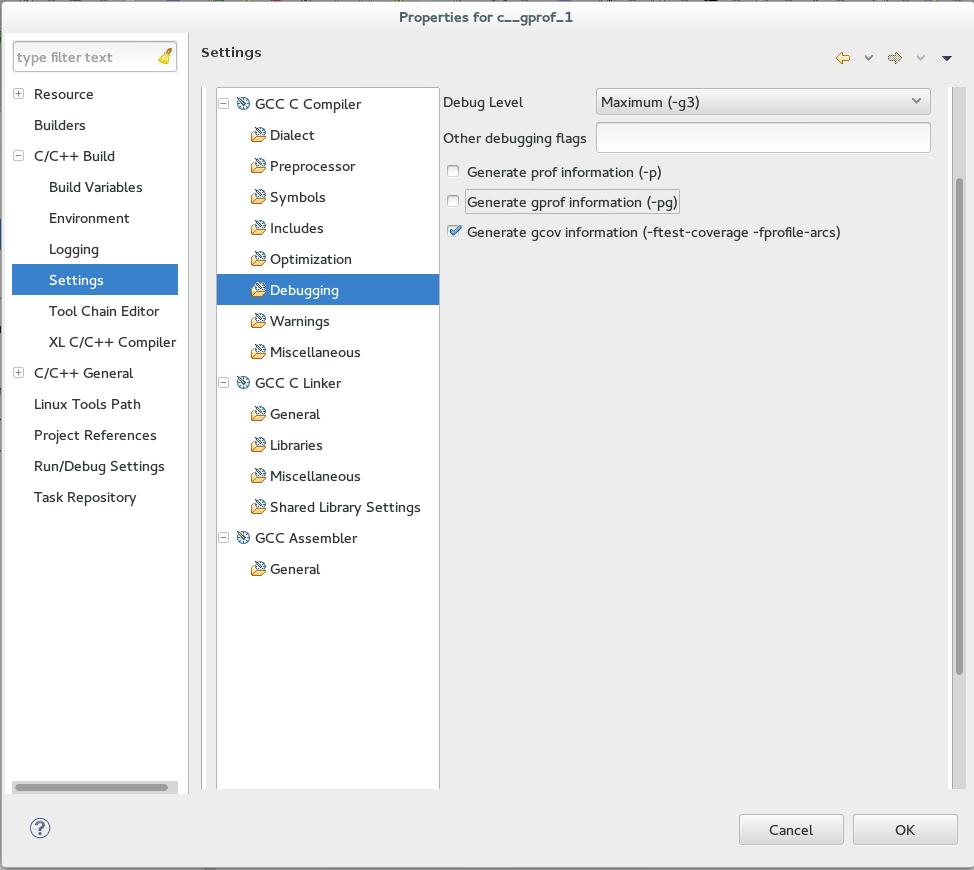 Properties for c__gprof_1
type filter text
Resource
Builders
C/C++ Build
Build Variables
Environment
Logging
Settings
Tool Chain Editor
XL C/C++ Compiler
C/C++ General
Linux Tools Path
Project References
Run/Debug Settings
Task Repository
Settings
GCC C Compiler
Dialect
Preprocessor
Symbols
Includes
Optimization
Debugging
Warnings
Miscellaneous
GCC C Linker
General
Libraries
Miscellaneous
Shared Library Settings
GCC Assembler
General
Debug Level
Maximum (-g3)
Other debugging flags
Generate prof information (-p)
Generate gprof information (-pg)
Generate gcov information (-ftest-coverage -fprofile-arcs)
?
Cancel
OK